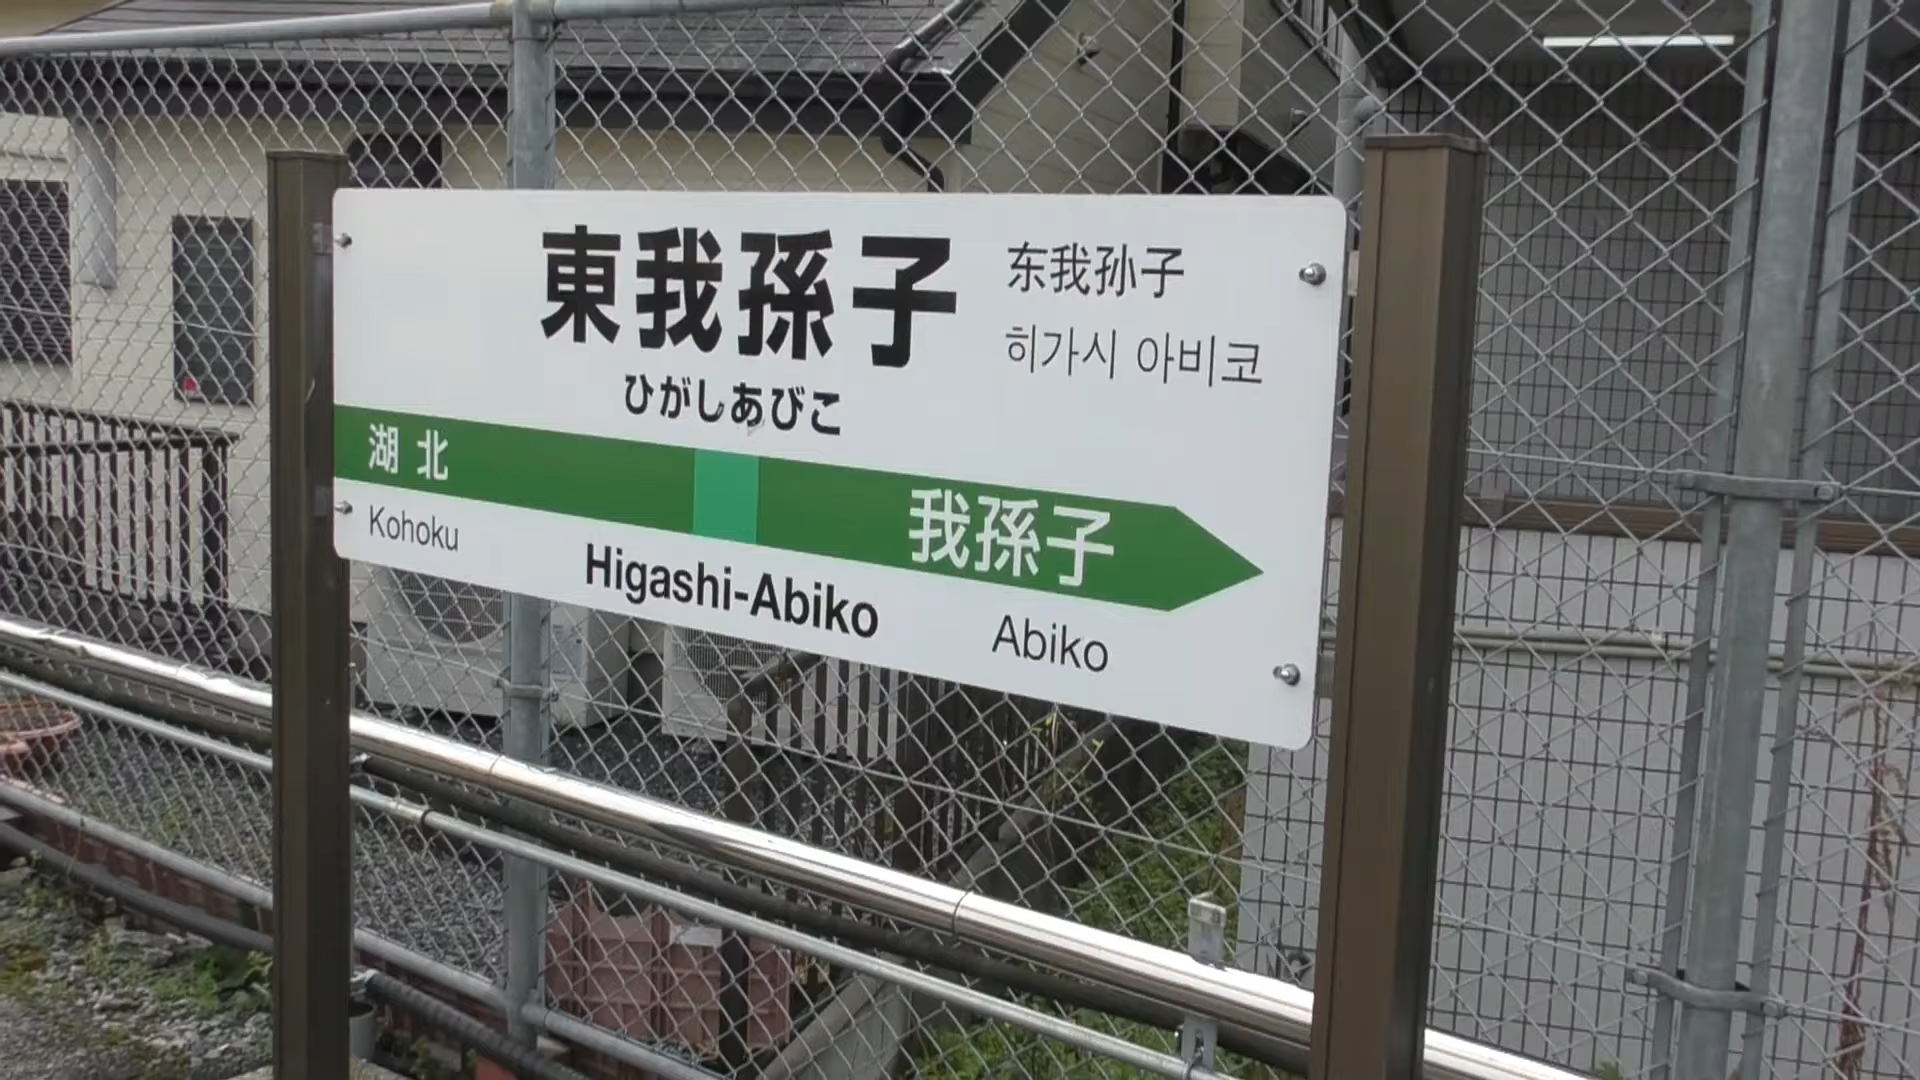 東我孫子
东我孙子
히가시 아비코
ひがしあびこ
湖北
我孫子
Kohoku
Higashi-Abiko
Abiko